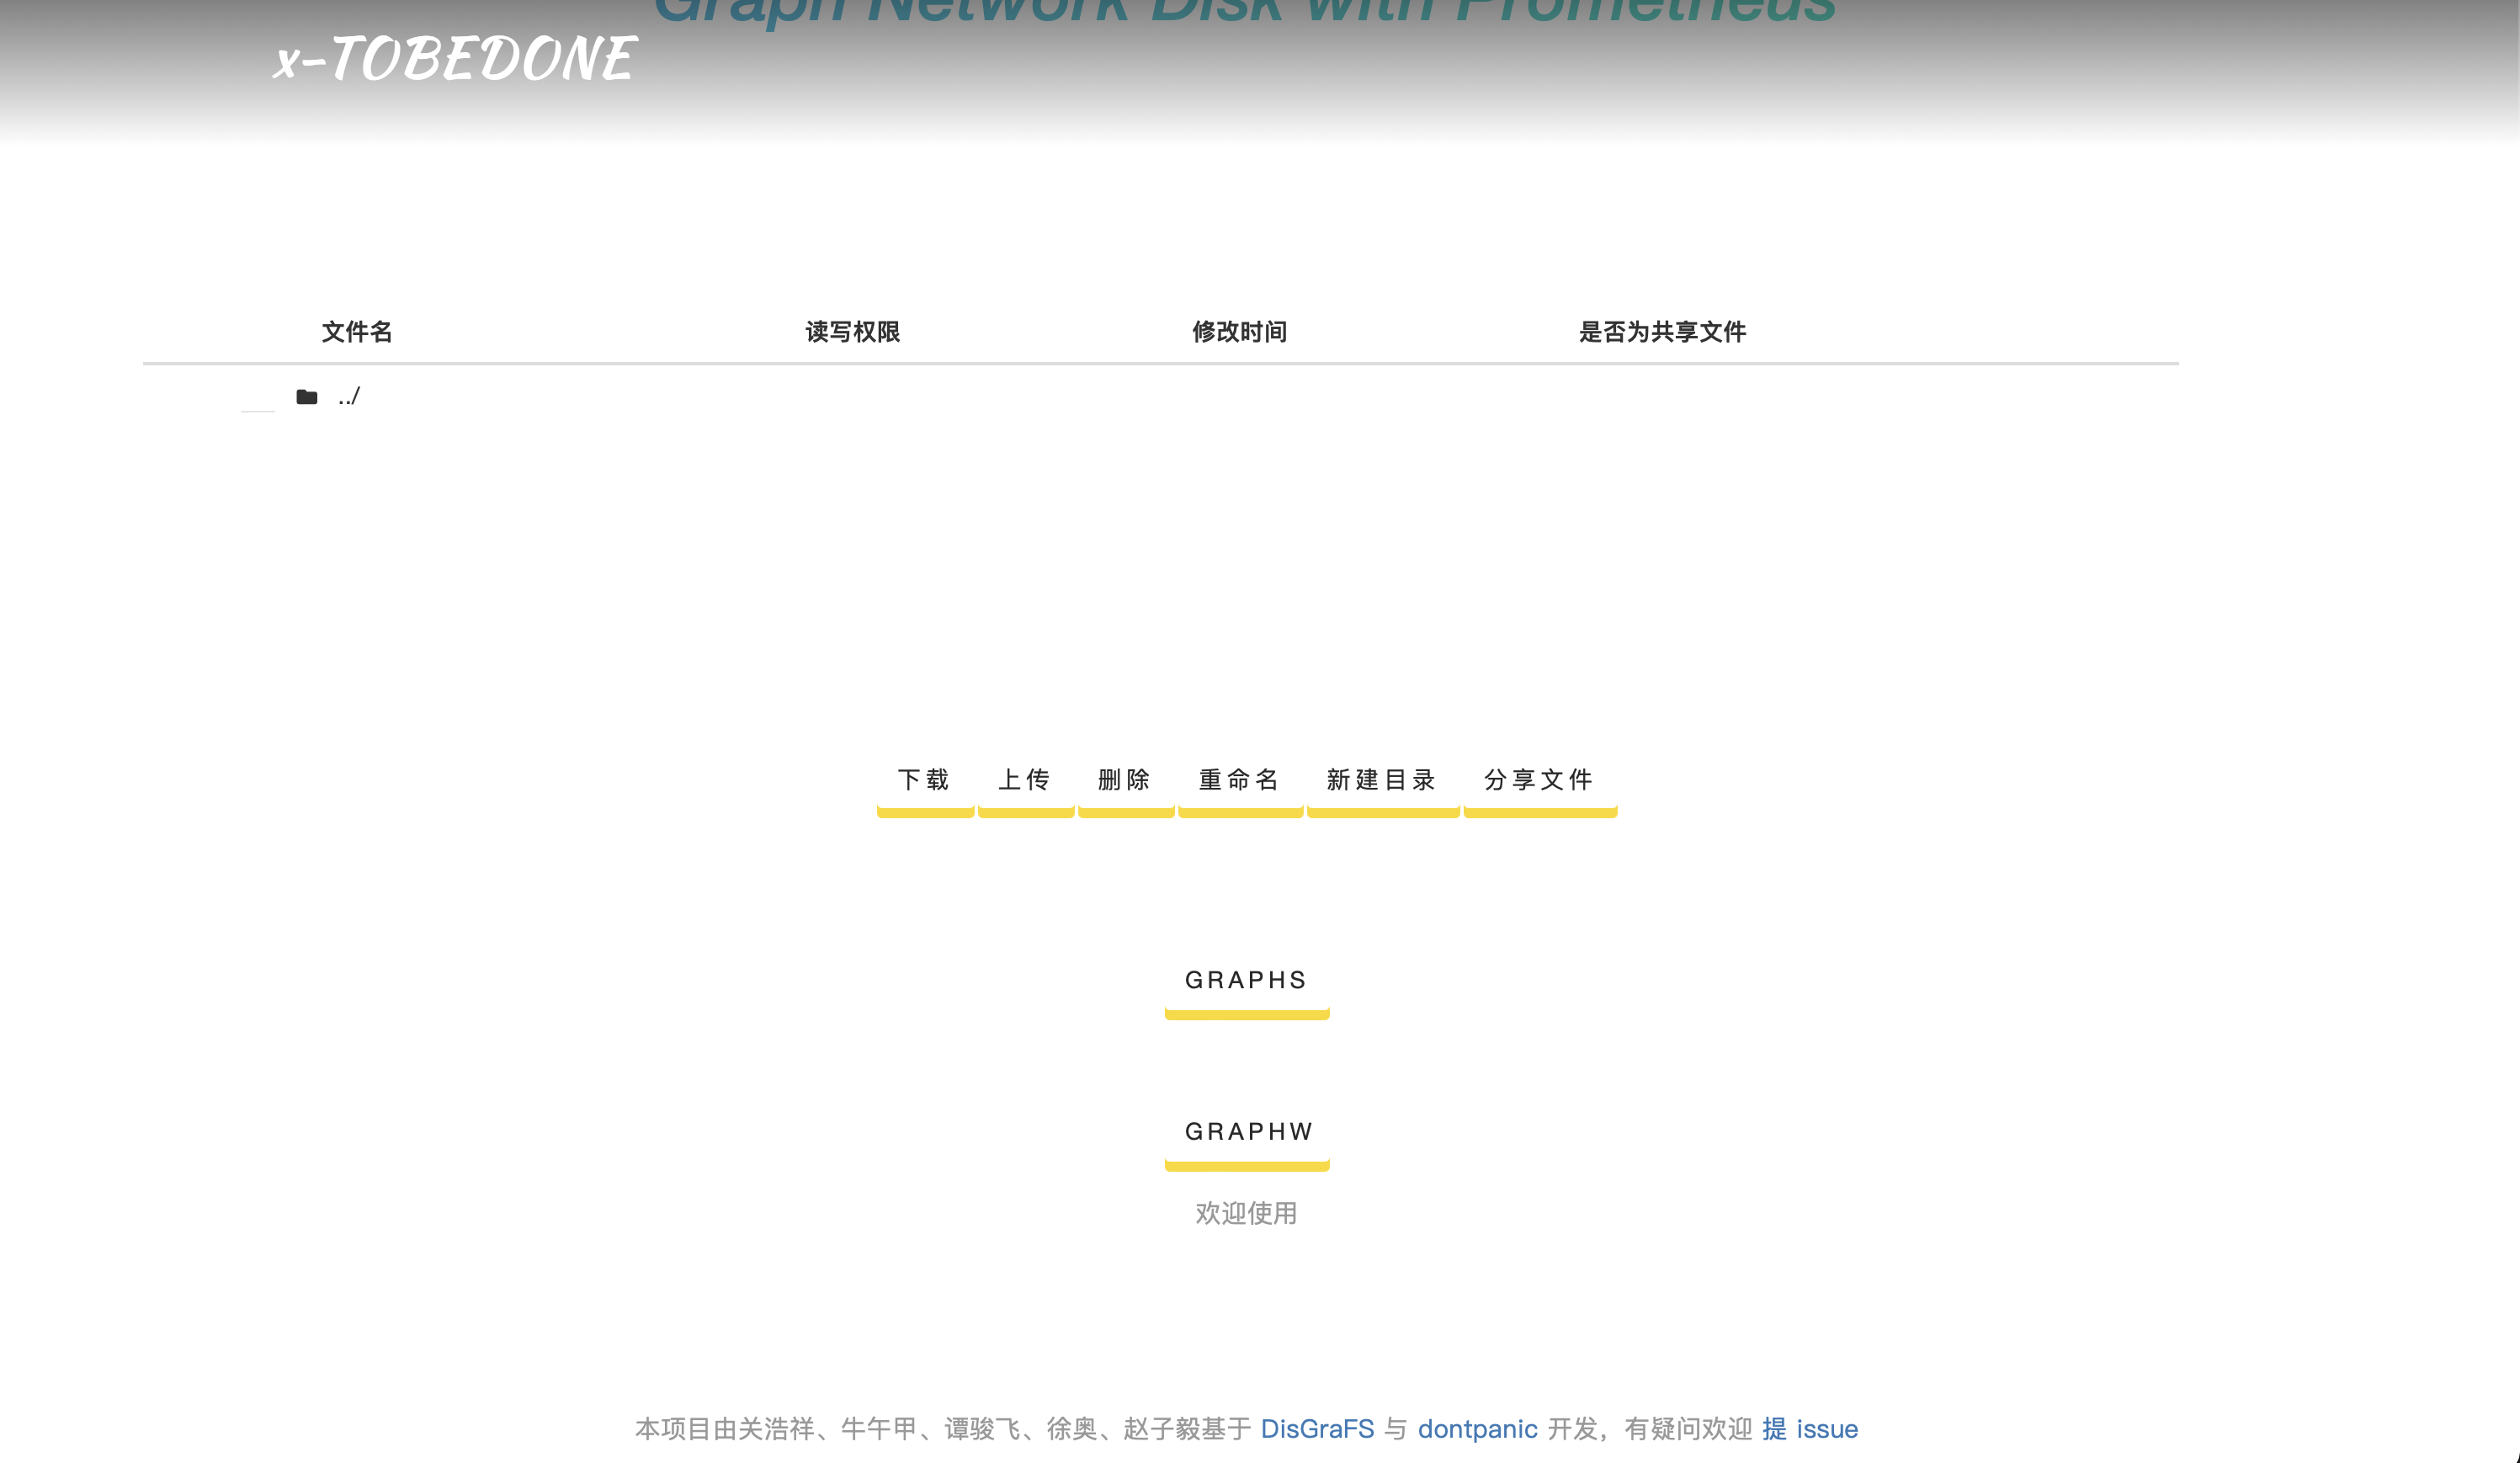 Graph Network Disk with Prometheus
x-TOBEDONE
文件名 读写权限 修改时间 是否为共享文件
../
下载 上传 删除 重命名 新建目录 分享文件
GRAPHS
GRAPHW
欢迎使用
本项目由关浩祥、牛午甲、谭骏飞、徐奥、赵子毅基于 DisGraFS 与 dontpanic 开发，有疑问欢迎 提 issue